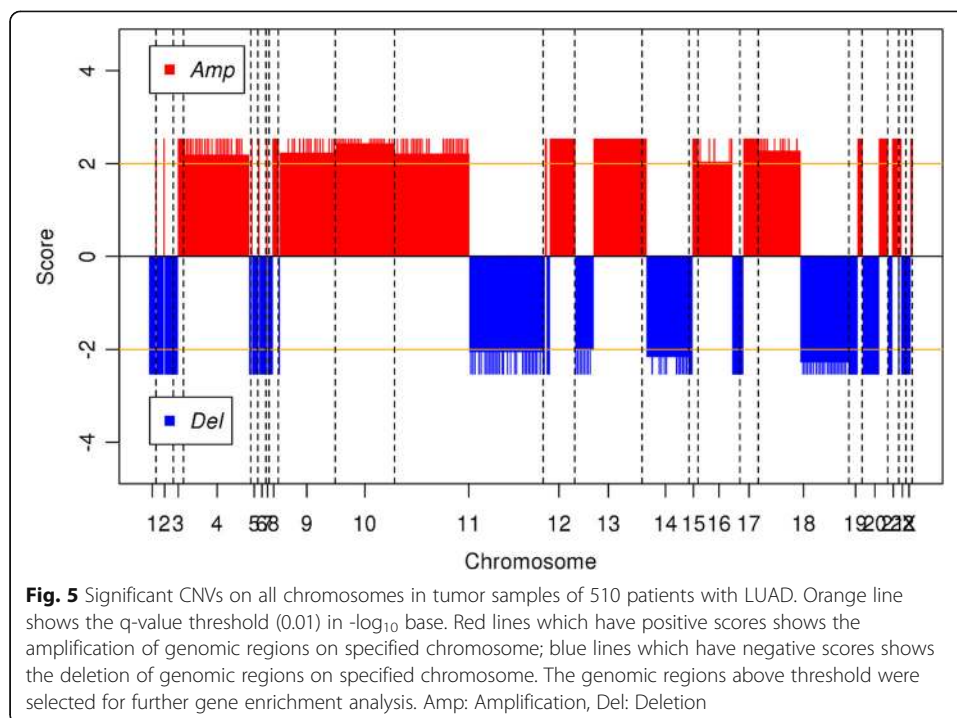 Amp
4
2
0
-2
-4
Score
Del
1 2 3 4 5 6 7 8 9 10 11 12 13 14 15 16 17 18 19 20 21 22 X
Chromosome
Fig. 5 Significant CNVs on all chromosomes in tumor samples of 510 patients with LUAD. Orange line
shows the q-value threshold (0.01) in -log10 base. Red lines which have positive scores shows the
amplification of genomic regions on specified chromosome; blue lines which have negative scores shows
the deletion of genomic regions on specified chromosome. The genomic regions above threshold were
selected for further gene enrichment analysis. Amp: Amplification, Del: Deletion